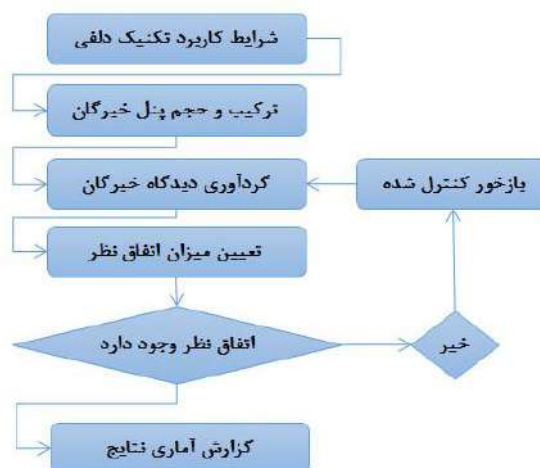 شرایط کاربرد تکنیک دلفی
ترکیب و حجم پنل خبرگان
گردآوری دیدگاه خبرگان
بازخور کنترل شده
تعیین میزان اتفاق نظر
اتفاق نظر وجود دارد
خیر
گزارش آماری نتایج